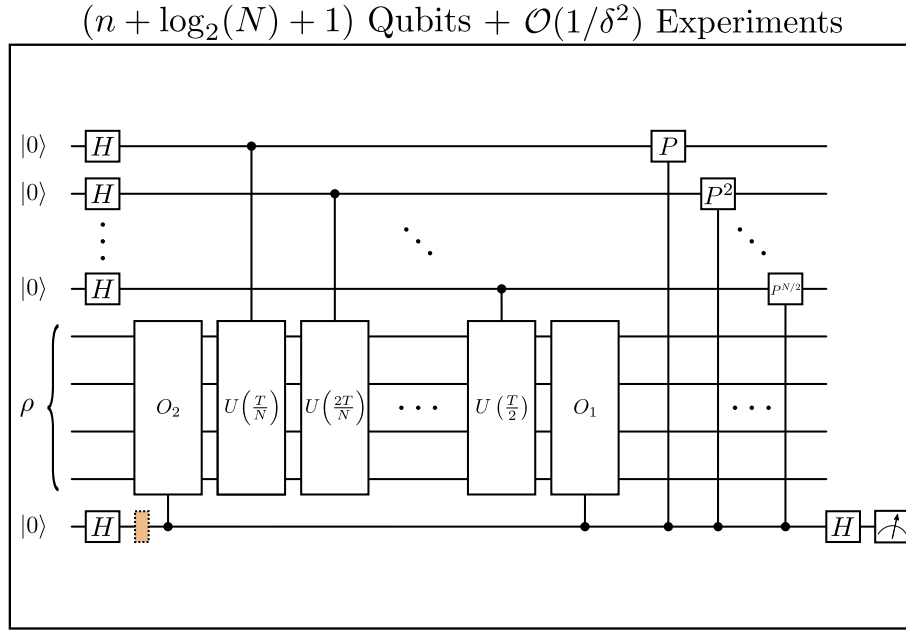 (n + log₂(N) + 1) Qubits + 𝒪(1/δ²) Experiments
|0⟩ H P
|0⟩ H P²
|0⟩ H P^{N/2}
ρ O₂ U(T/N) U(2T/N) ⋯ U(T/2) O₁ ⋯
|0⟩ H H